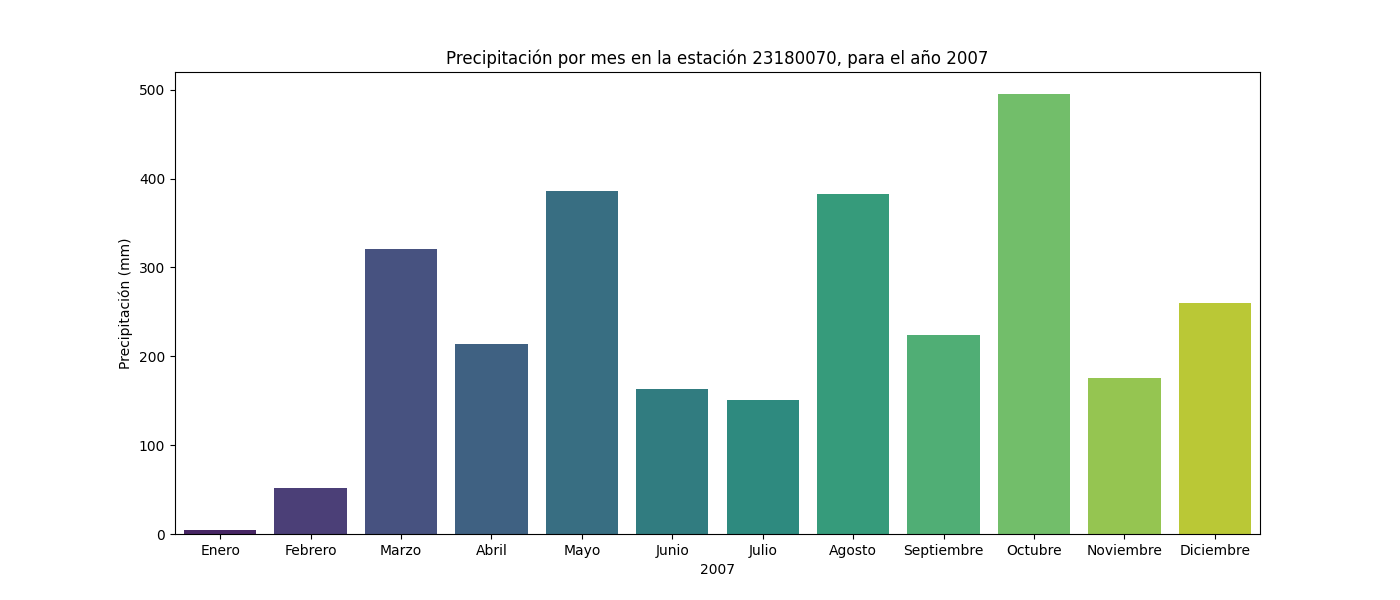 Precipitación por mes en la estación 23180070, para el año 2007
Precipitación (mm)
500
400
300
200
100
0
Enero Febrero Marzo Abril Mayo Junio Julio Agosto Septiembre Octubre Noviembre Diciembre
2007